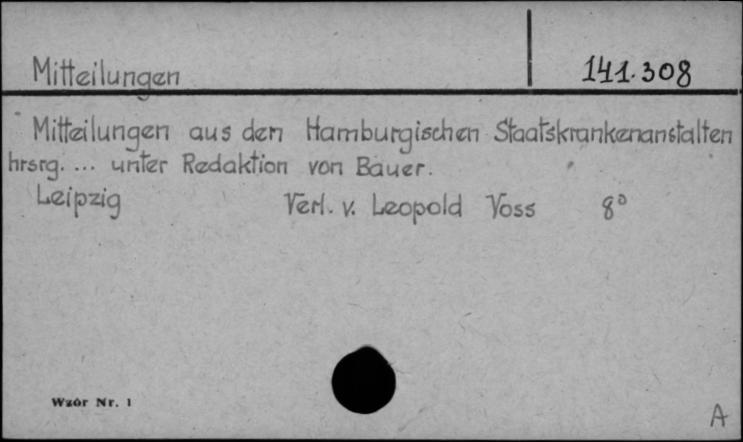 Mitteilungen 141.308
Mitteilungen aus den Hamburgischen Staatskrankenanstalten
hrsrg. ... unter Redaktion von Bauer.
Leipzig Verl. v. Leopold Voss 8°
Wzór Nr. 1
A